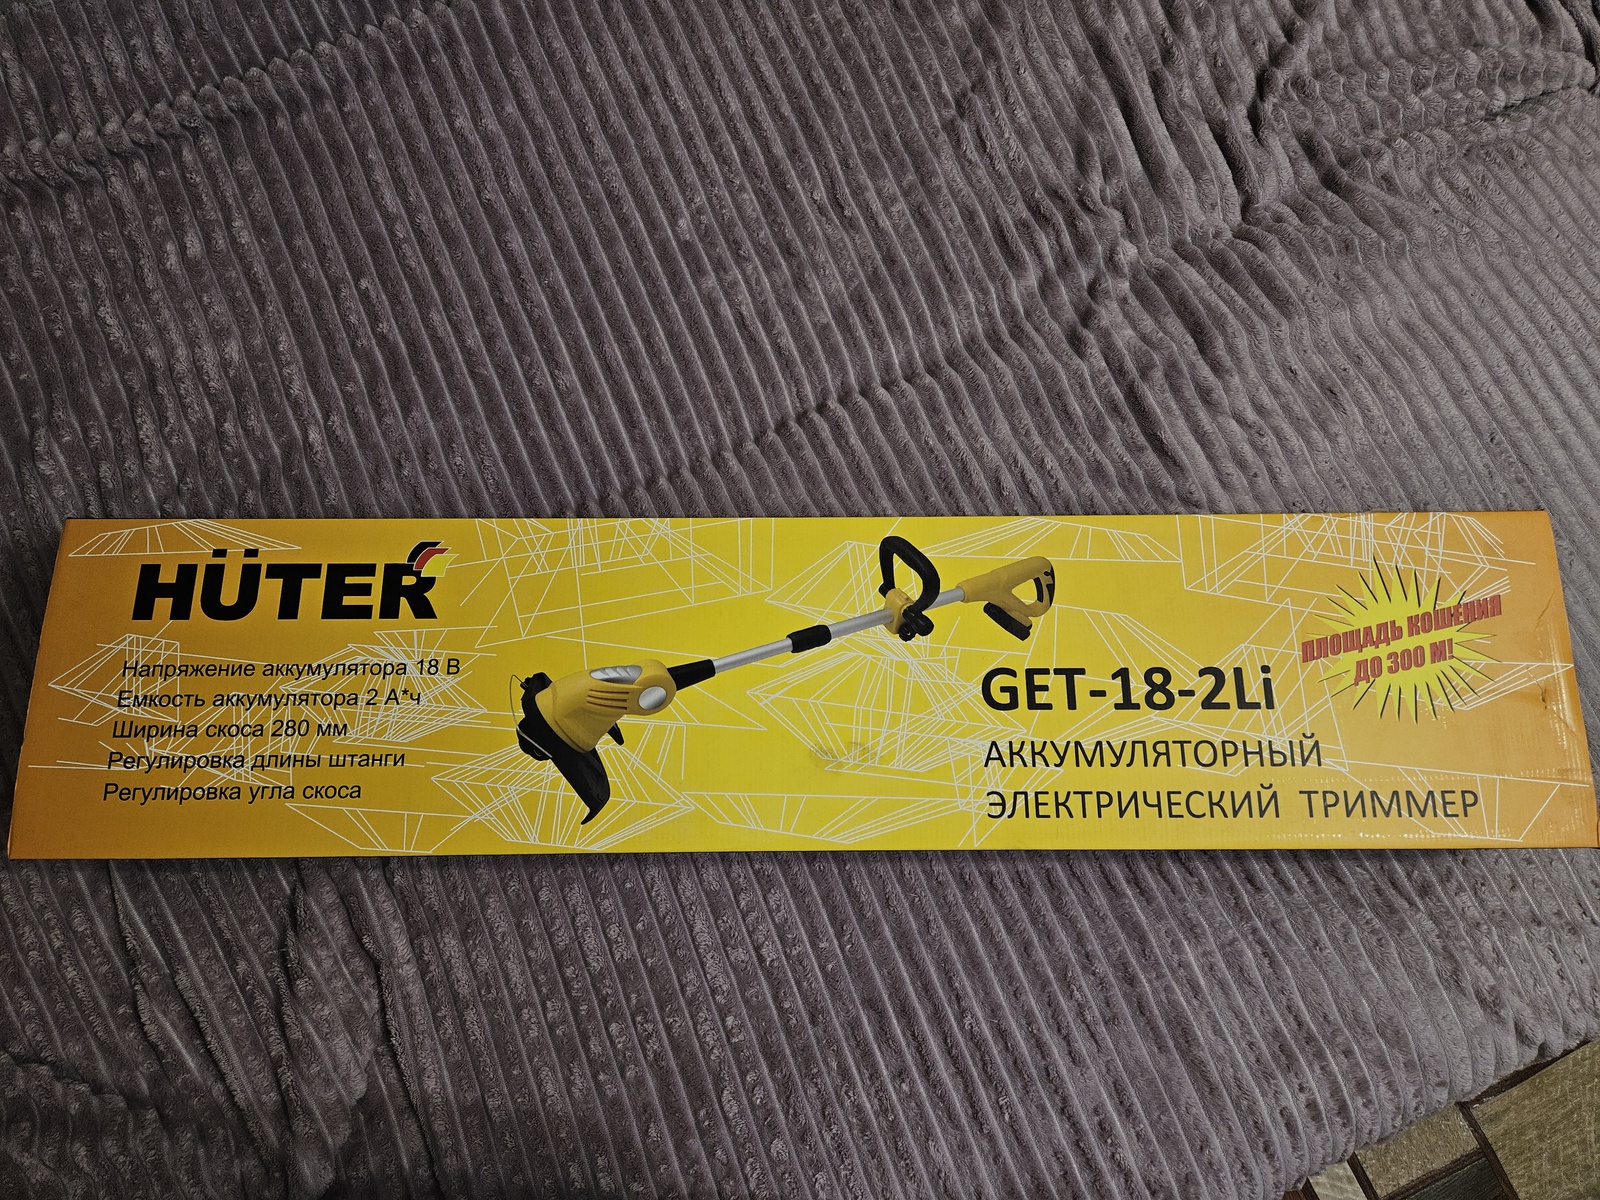 HÜTER
Напряжение аккумулятора 18 В
Емкость аккумулятора 2 А*ч
Ширина скоса 280 мм
Регулировка длины штанги
Регулировка угла скоса
GET-18-2Li
АККУМУЛЯТОРНЫЙ
ЭЛЕКТРИЧЕСКИЙ ТРИММЕР
ПЛОЩАДЬ КОШЕНИЯ
ДО 300 М!